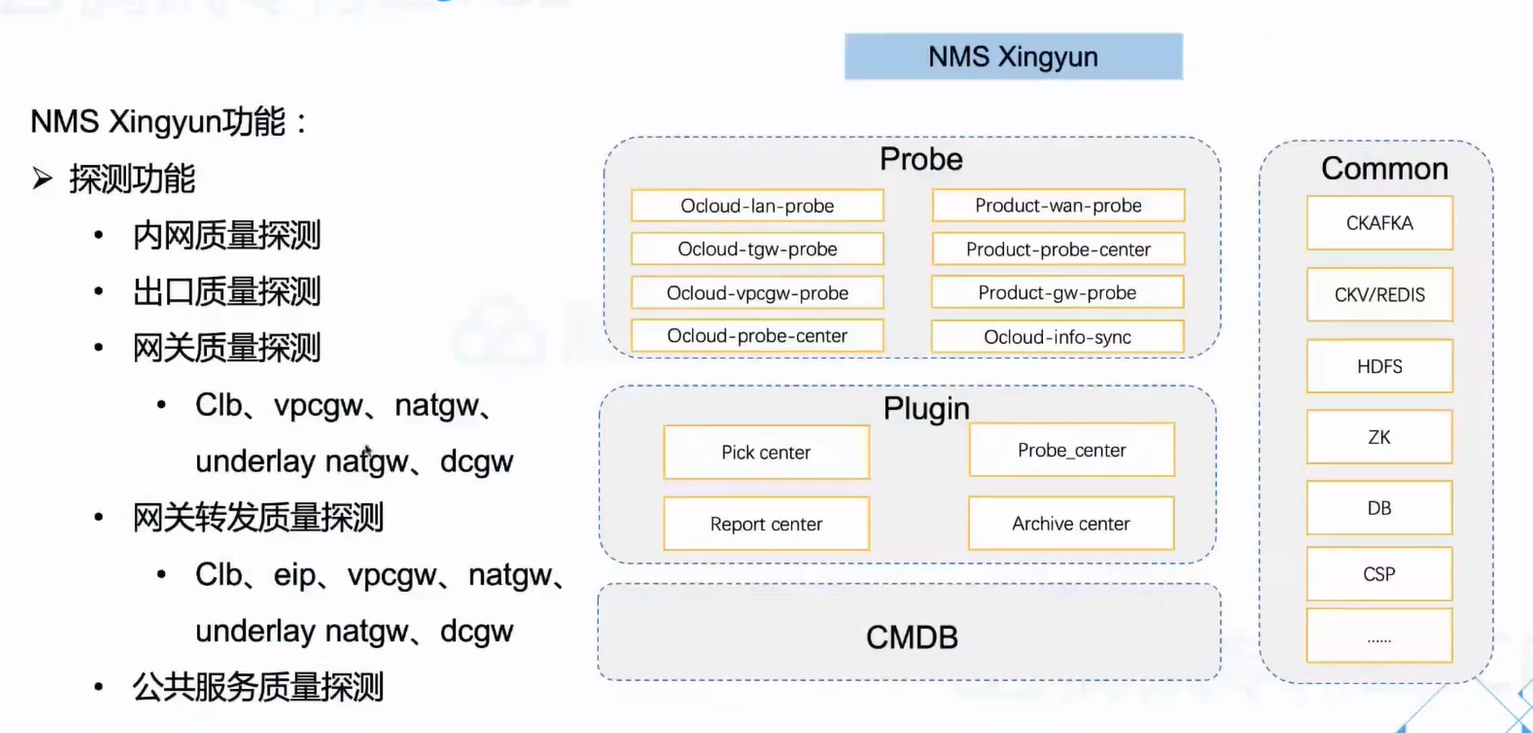 NMS Xingyun
NMS Xingyun功能：
探测功能
内网质量探测
出口质量探测
网关质量探测
Clb、vpcgw、natgw、
underlay natgw、dcgw
网关转发质量探测
Clb、eip、vpcgw、natgw、
underlay natgw、dcgw
公共服务质量探测
Probe
Ocloud-lan-probe
Product-wan-probe
Ocloud-tgw-probe
Product-probe-center
Ocloud-vpcgw-probe
Product-gw-probe
Ocloud-probe-center
Ocloud-info-sync
Plugin
Pick center
Probe_center
Report center
Archive center
CMDB
Common
CKAFKA
CKV/REDIS
HDFS
ZK
DB
CSP
......